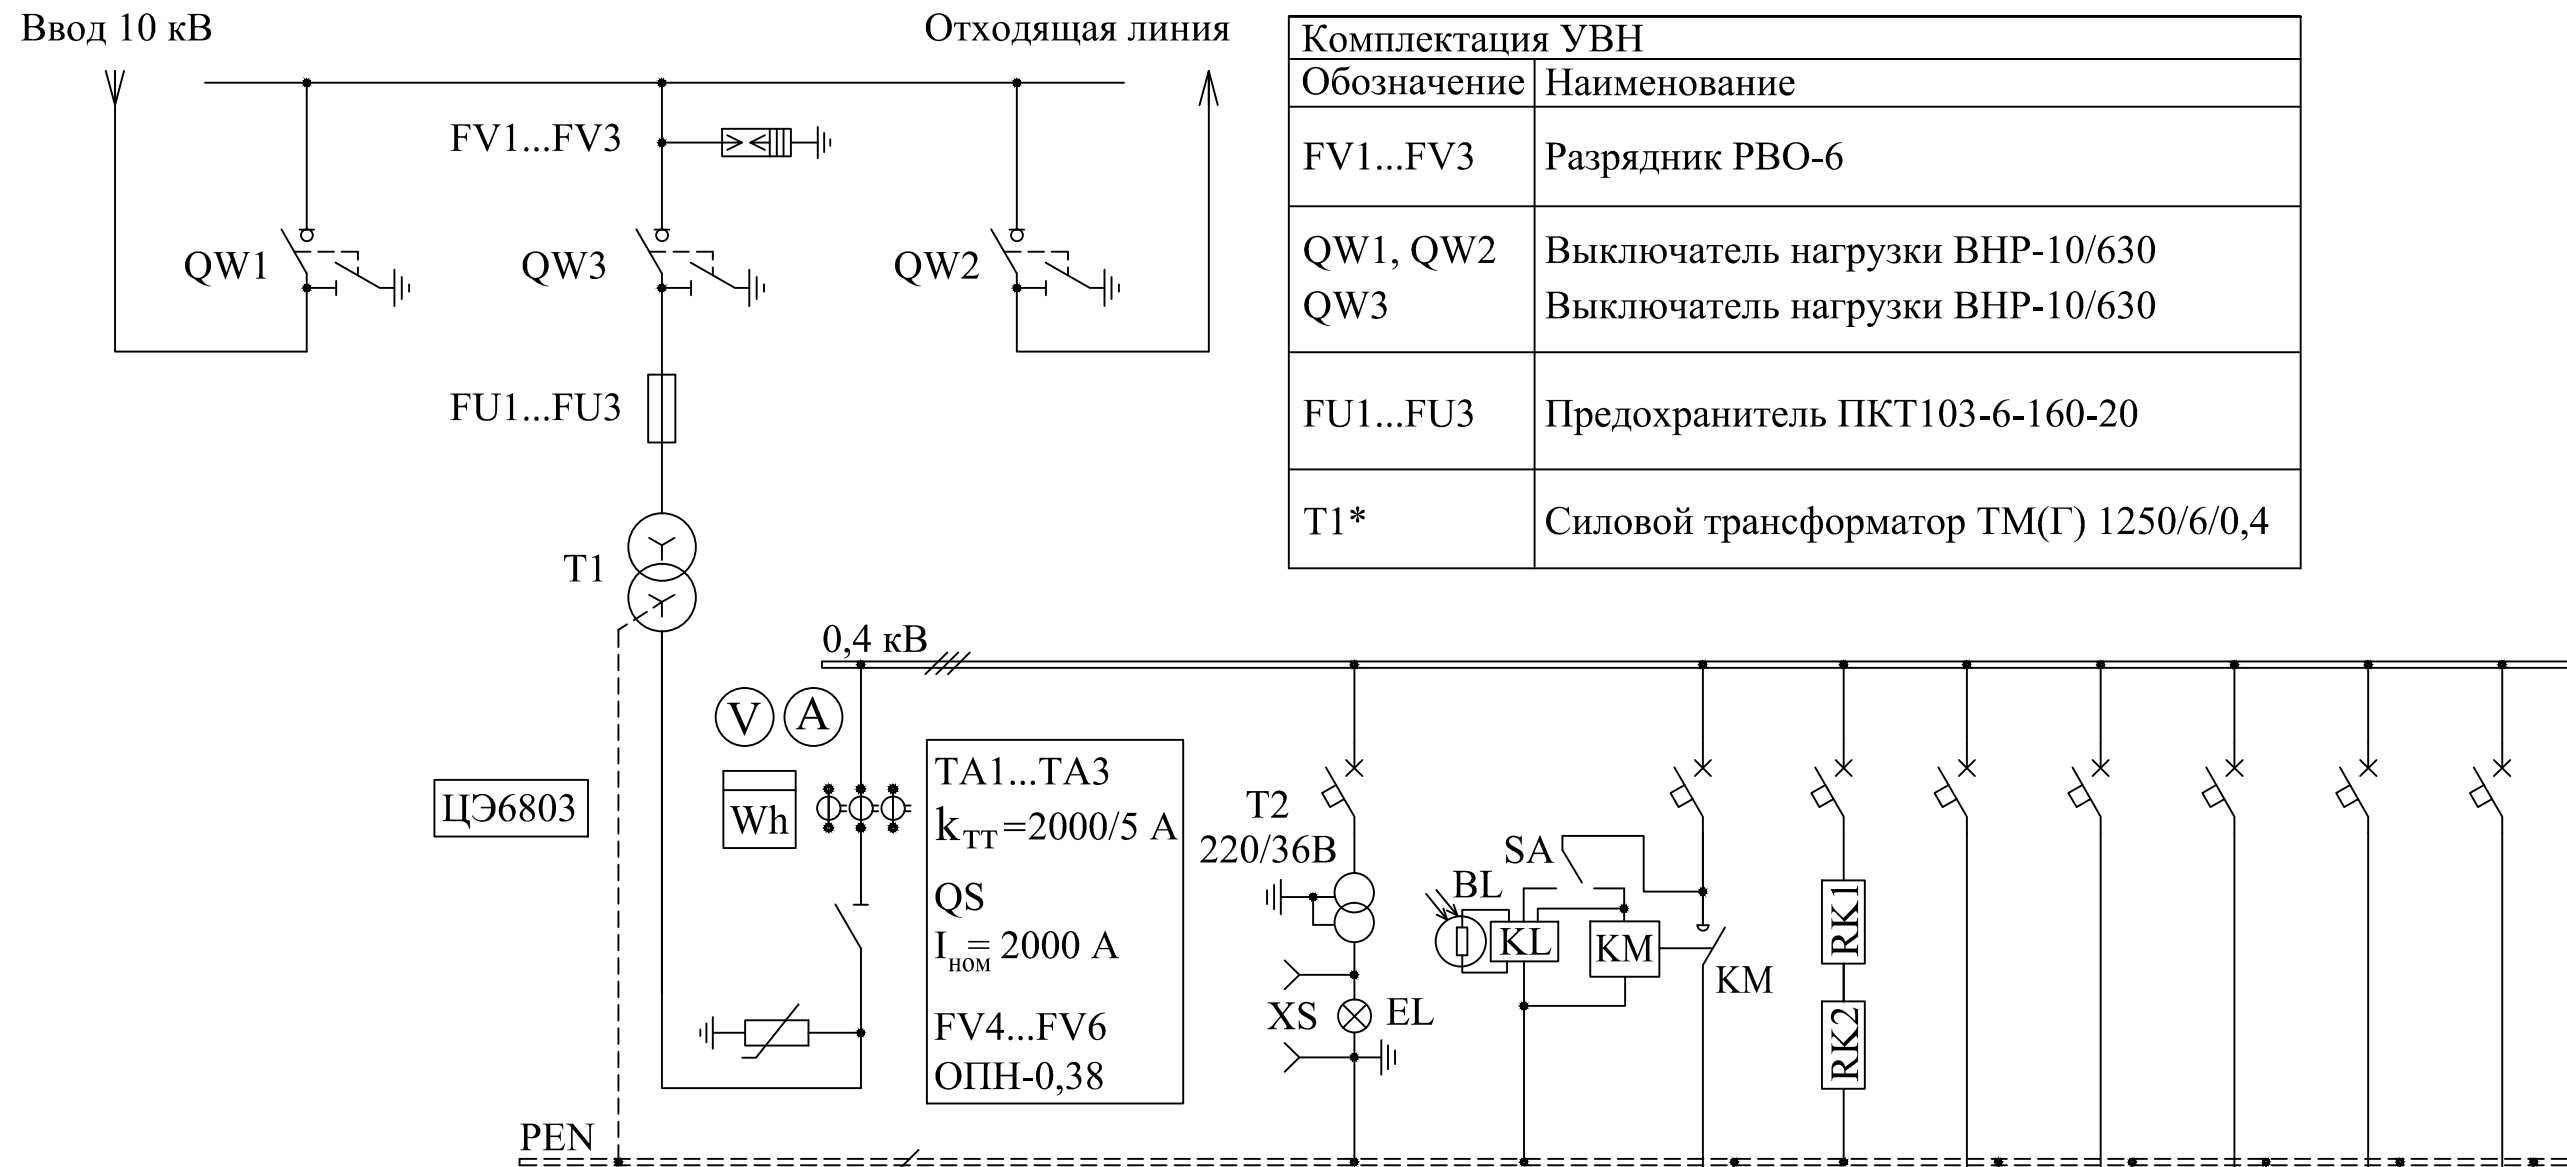 Ввод 10 кВ
Отходящая линия
FV1...FV3
QW1
QW3
QW2
FU1...FU3
T1
Комплектация УВН
Обозначение Наименование
FV1...FV3 Разрядник РВО-6
QW1, QW2 Выключатель нагрузки ВНР-10/630
QW3 Выключатель нагрузки ВНР-10/630
FU1...FU3 Предохранитель ПКТ103-6-160-20
T1* Силовой трансформатор ТМ(Г) 1250/6/0,4
0,4 кВ
V A
ЦЭ6803
Wh
TA1...TA3
kТТ=2000/5 А
QS
Iном= 2000 А
FV4...FV6
ОПН-0,38
T2
220/36В
XS
EL
SA
BL
KL
KM
KM
RK1
RK2
PEN